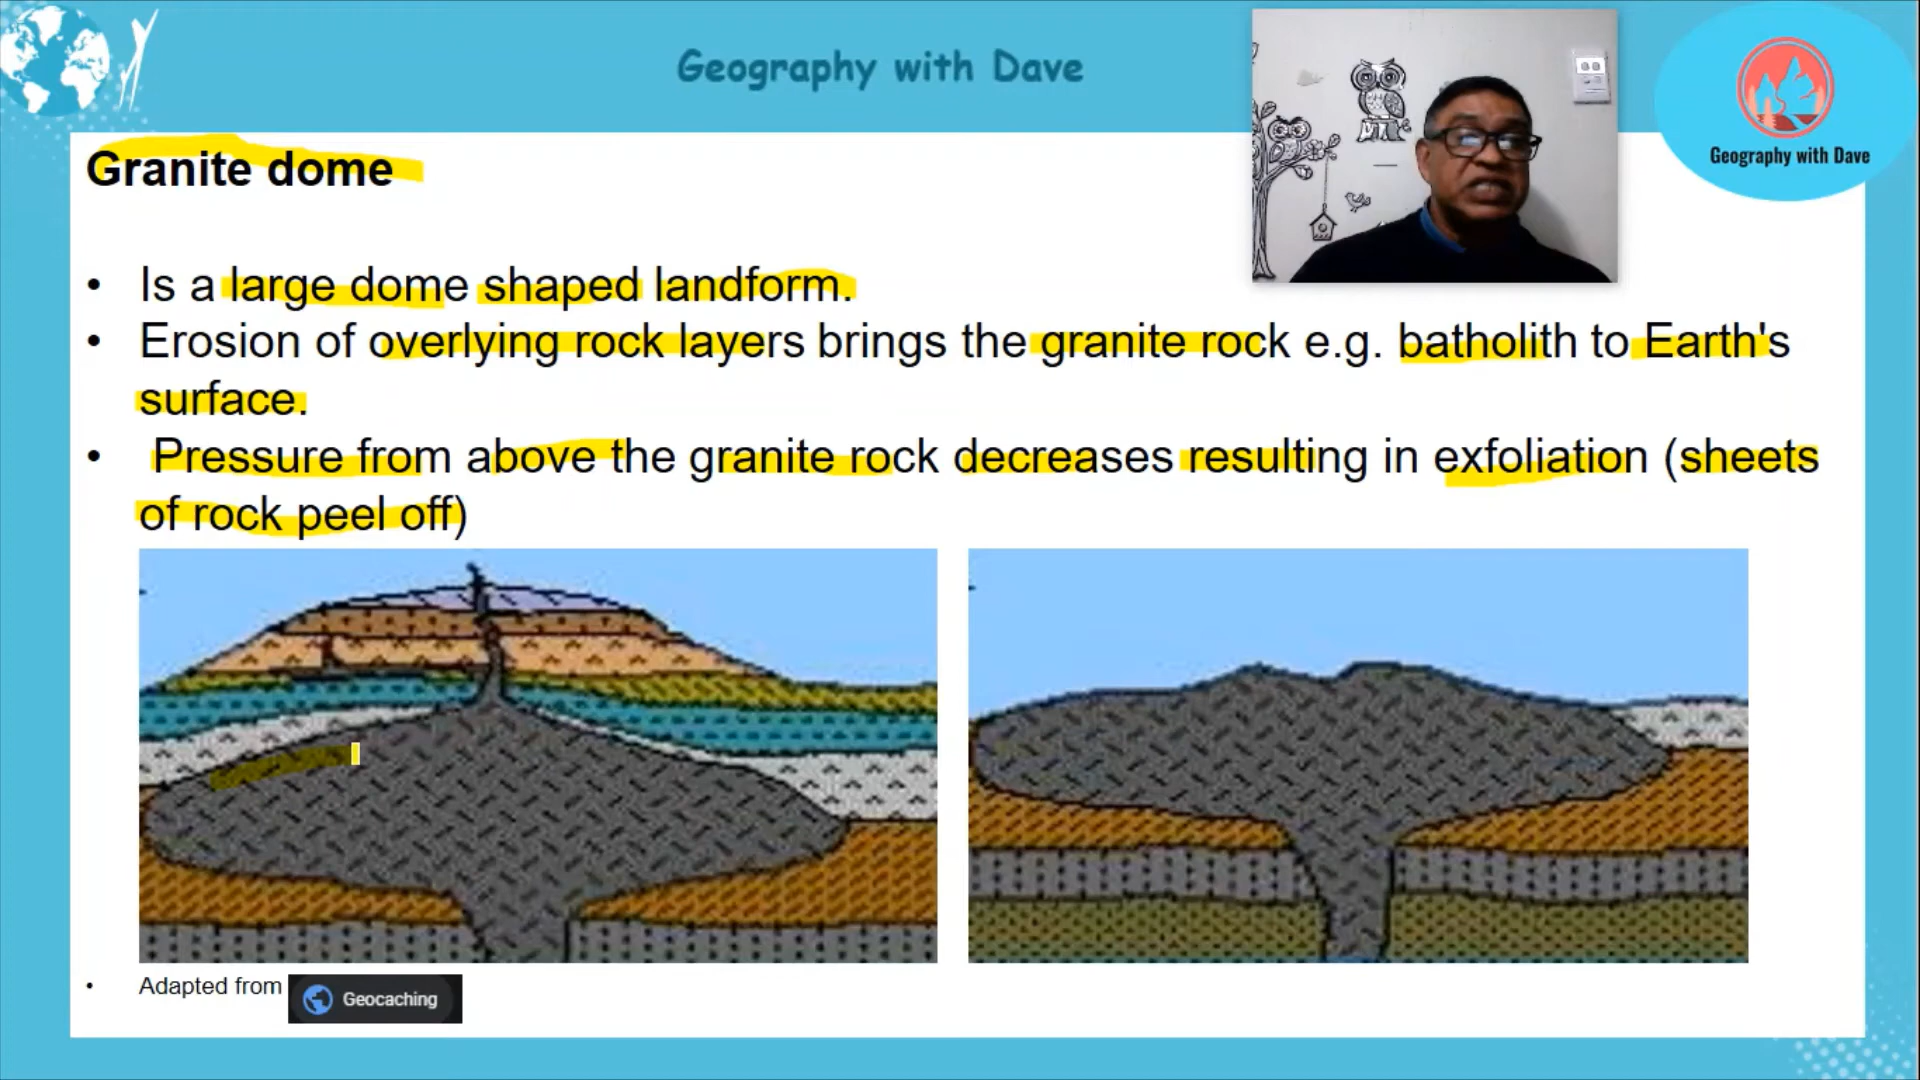 Geography with Dave
Geography with Dave
Granite dome
• Is a large dome shaped landform.
• Erosion of overlying rock layers brings the granite rock e.g. batholith to Earth's
surface.
• Pressure from above the granite rock decreases resulting in exfoliation (sheets
of rock peel off)
• Adapted from Geocaching